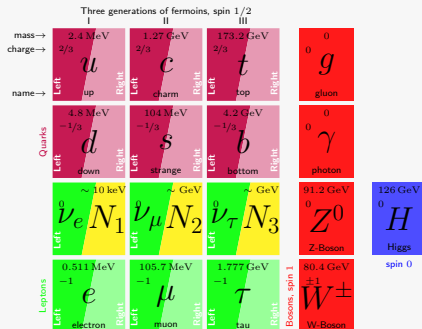 Three generations of fermoins, spin 1/2
I II III
mass→ 2.4 MeV 1.27 GeV 173.2 GeV 0
charge→ 2/3 2/3 2/3 0
u c t g
Left Right Left Right Left Right
name→ up charm top gluon
Quarks
4.8 MeV 104 MeV 4.2 GeV 0
−1/3 −1/3 −1/3 0
d s b γ
Left Right Left Right Left Right
down strange bottom photon
∼ 10 keV ∼ GeV ∼ GeV 91.2 GeV 126 GeV
0 0 0 0 0
νe N1 νμ N2 ντ N3 Z0 H
Left Left Left
Z-Boson Higgs
spin 0
Leptons
0.511 MeV 105.7 MeV 1.777 GeV 80.4 GeV
−1 −1 −1 ±1
e μ τ W±
Left Right Left Right Left Right
electron muon tau W-Boson
Bosons, spin 1